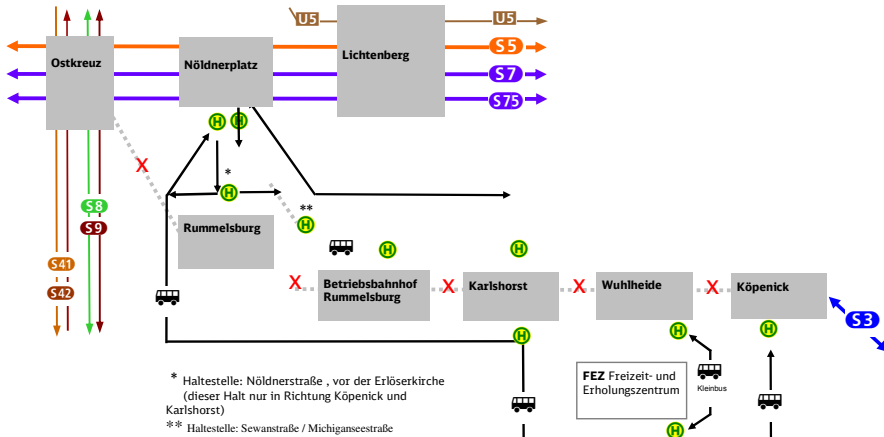 U5
U5
S5
Ostkreuz
Nöldnerplatz
Lichtenberg
S7
S75
H
H
X
*
H
**
H
S8
S9
Rummelsburg
H
H
S41
S42
X
Betriebsbahnhof
Rummelsburg
X
Karlshorst
X
Wuhlheide
X
Köpenick
S3
H
H
H
* Haltestelle: Nöldnerstraße , vor der Erlöserkirche
(dieser Halt nur in Richtung Köpenick und
Karlshorst)
** Haltestelle: Sewanstraße / Michiganseestraße
FEZ Freizeit- und
Erholungszentrum
Kleinbus
H